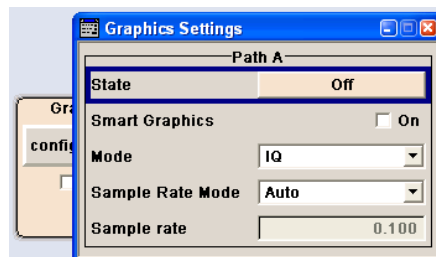 Graphics Settings
Path A
State Off
Smart Graphics On
Mode IQ
Sample Rate Mode Auto
Sample rate 0.100